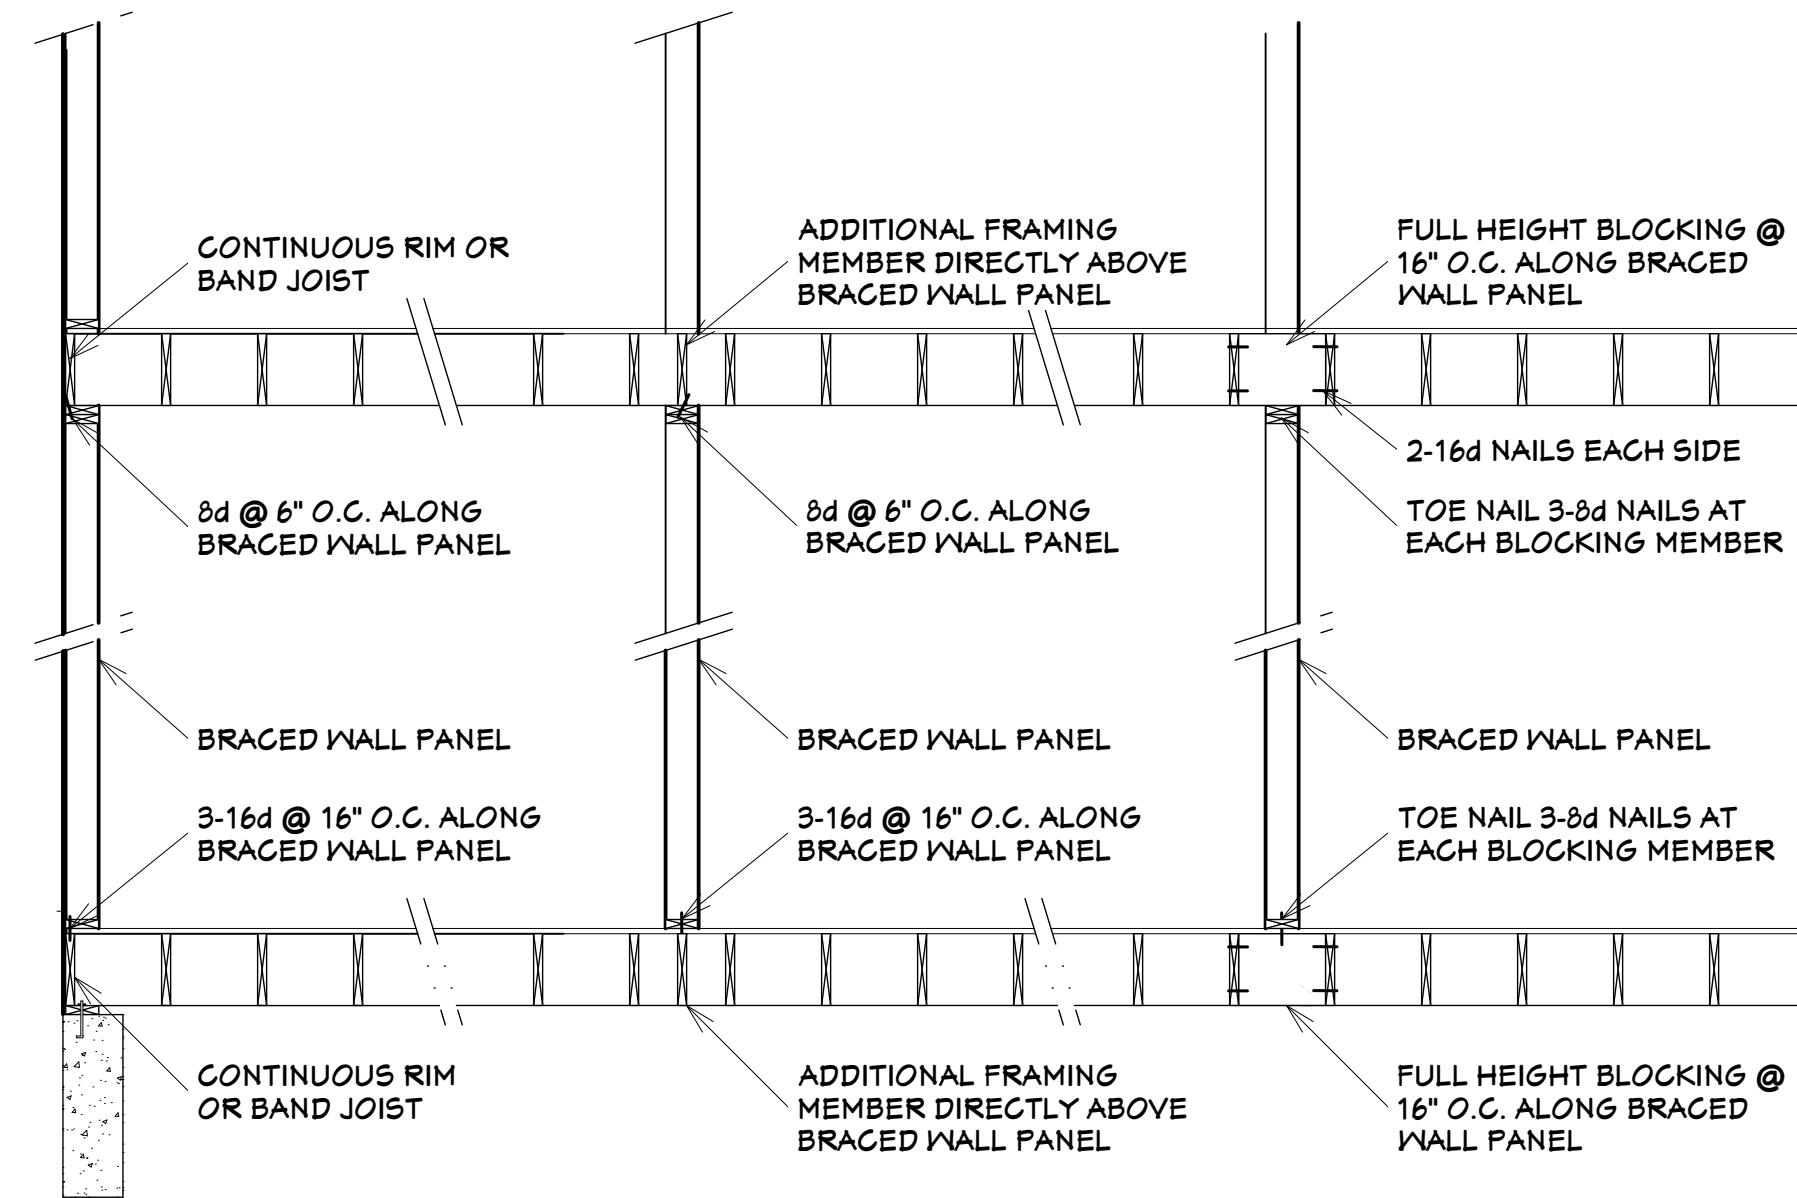 CONTINUOUS RIM OR
BAND JOIST
ADDITIONAL FRAMING
MEMBER DIRECTLY ABOVE
BRACED WALL PANEL
FULL HEIGHT BLOCKING @
16" O.C. ALONG BRACED
WALL PANEL
2-16d NAILS EACH SIDE
8d @ 6" O.C. ALONG
BRACED WALL PANEL
8d @ 6" O.C. ALONG
BRACED WALL PANEL
TOE NAIL 3-8d NAILS AT
EACH BLOCKING MEMBER
BRACED WALL PANEL
BRACED WALL PANEL
BRACED WALL PANEL
3-16d @ 16" O.C. ALONG
BRACED WALL PANEL
3-16d @ 16" O.C. ALONG
BRACED WALL PANEL
TOE NAIL 3-8d NAILS AT
EACH BLOCKING MEMBER
CONTINUOUS RIM
OR BAND JOIST
ADDITIONAL FRAMING
MEMBER DIRECTLY ABOVE
BRACED WALL PANEL
FULL HEIGHT BLOCKING @
16" O.C. ALONG BRACED
WALL PANEL